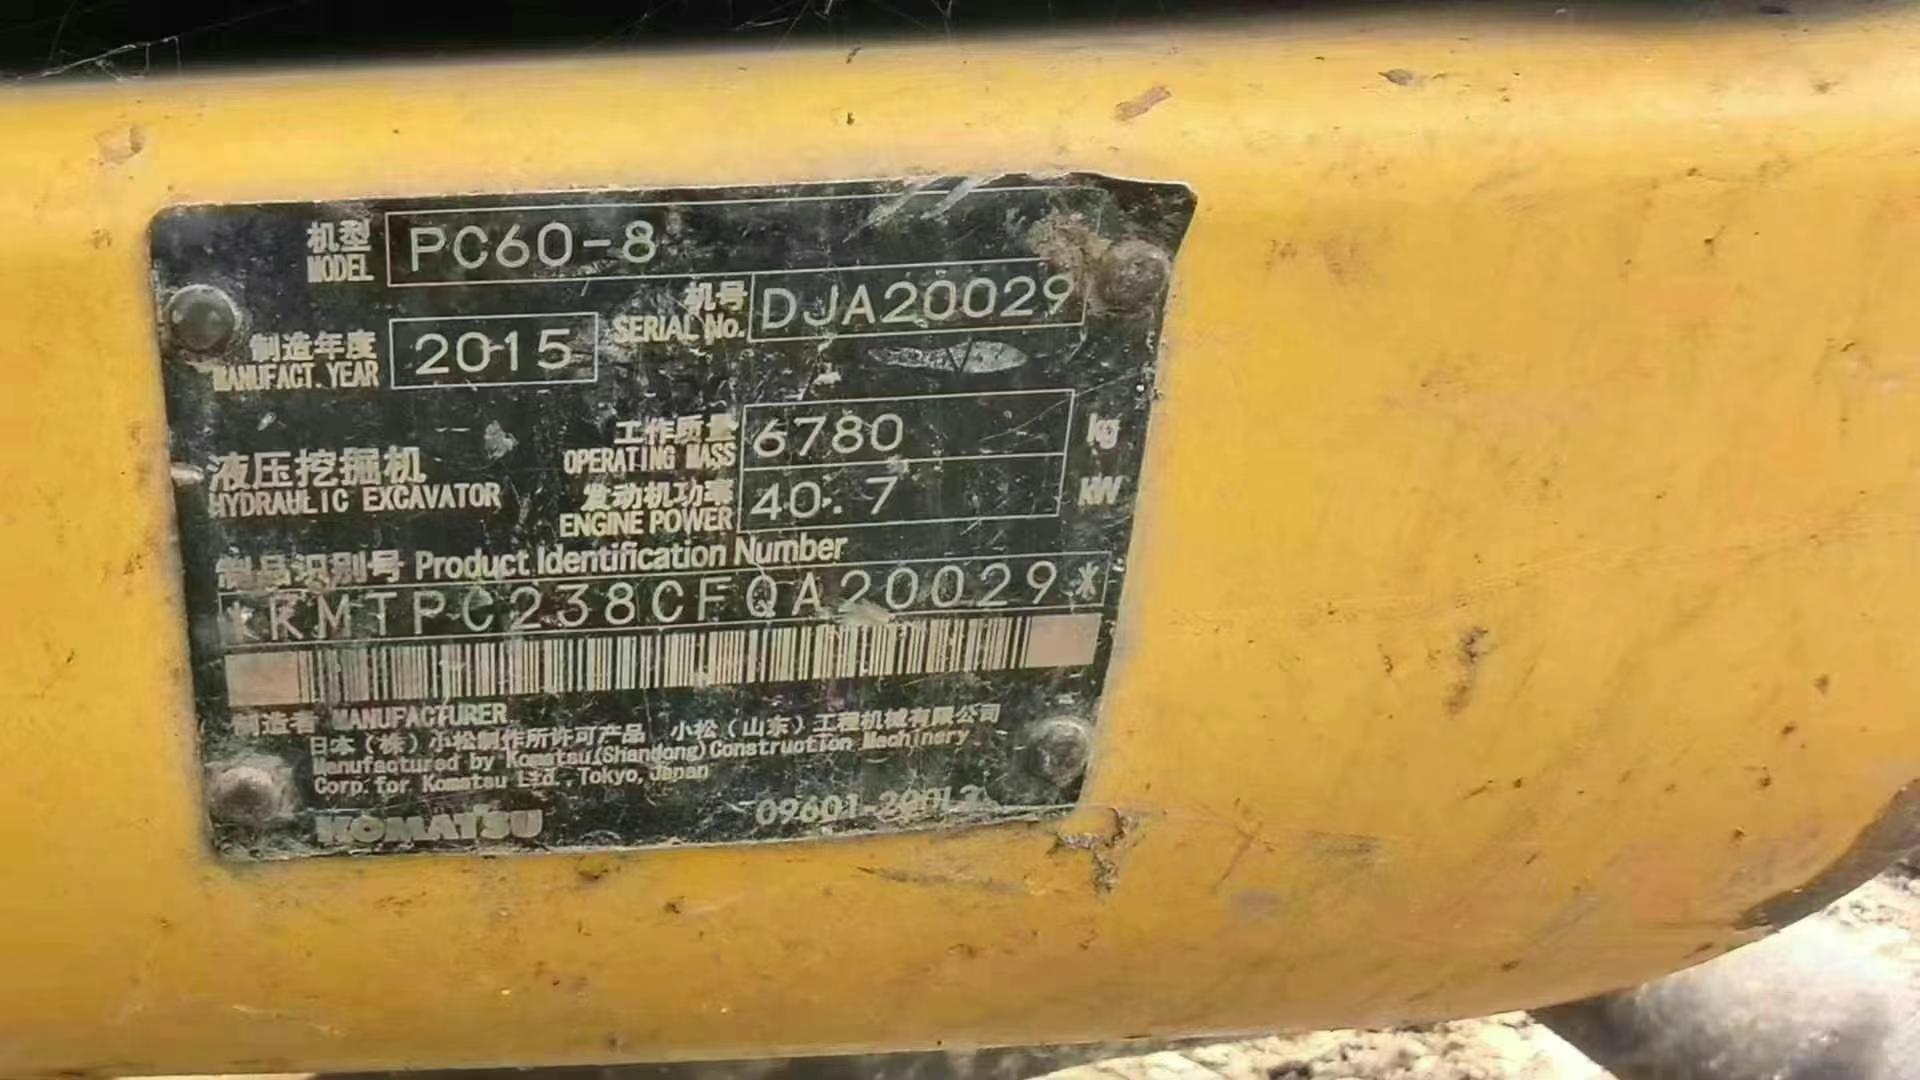 机型 MODEL PC60-8
机号 SERIAL No. DJA20029
制造年度 MANUFACT. YEAR 2015
液压挖掘机
HYDRAULIC EXCAVATOR
工作质量 OPERATING MASS 6780 kg
发动机功率 ENGINE POWER 40.7 kW
制品识别号 Product Identification Number
*KMTPC238CFQA20029*
制造者 MANUFACTURER
日本(株)小松制作所许可产品 小松(山东)工程机械有限公司
Manufactured by Komatsu(Shandong)Construction Machinery
Corp. for Komatsu Ltd., Tokyo, Japan
KOMATSU